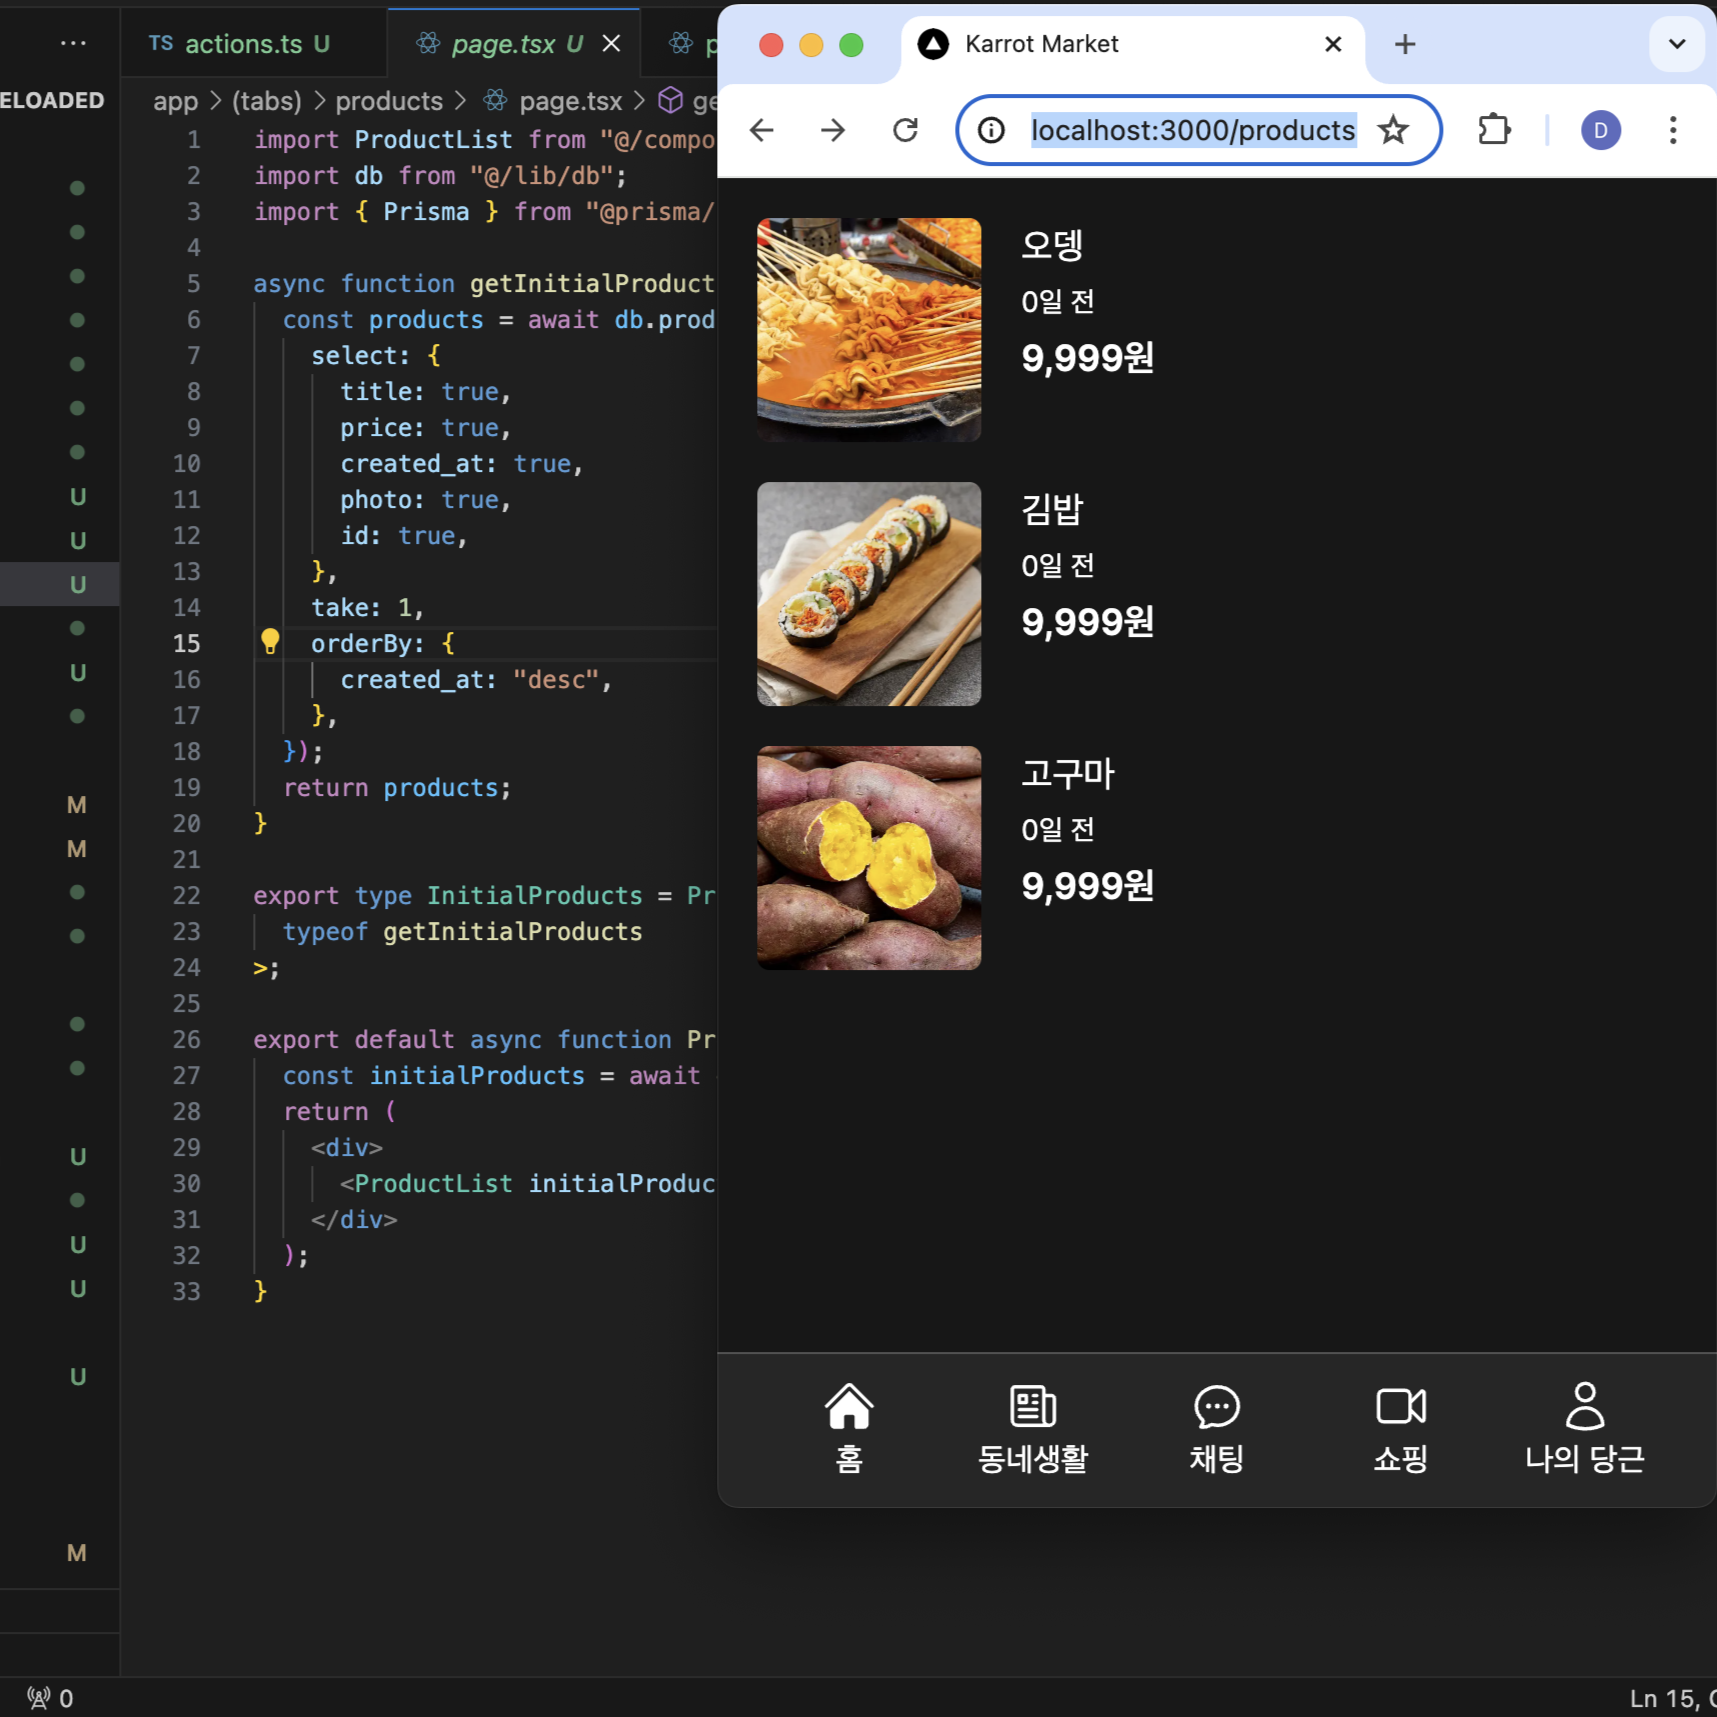 ELOADED
TS actions.ts U
page.tsx U
app > (tabs) > products > page.tsx >
1 import ProductList from "@/compo
2 import db from "@/lib/db";
3 import { Prisma } from "@prisma/
4
5 async function getInitialProduct
6 const products = await db.prod
7 select: {
8 title: true,
9 price: true,
10 created_at: true,
11 photo: true,
12 id: true,
13 },
14 take: 1,
15 orderBy: {
16 created_at: "desc",
17 },
18 });
19 return products;
20 }
21
22 export type InitialProducts = Pr
23 typeof getInitialProducts
24 >;
25
26 export default async function Pr
27 const initialProducts = await
28 return (
29 <div>
30 <ProductList initialProduc
31 </div>
32 );
33 }
U
U
U
U
M
M
U
U
U
U
M
0
Ln 15,
Karrot Market
localhost:3000/products
D
오뎅
0일 전
9,999원
김밥
0일 전
9,999원
고구마
0일 전
9,999원
홈
동네생활
채팅
쇼핑
나의 당근